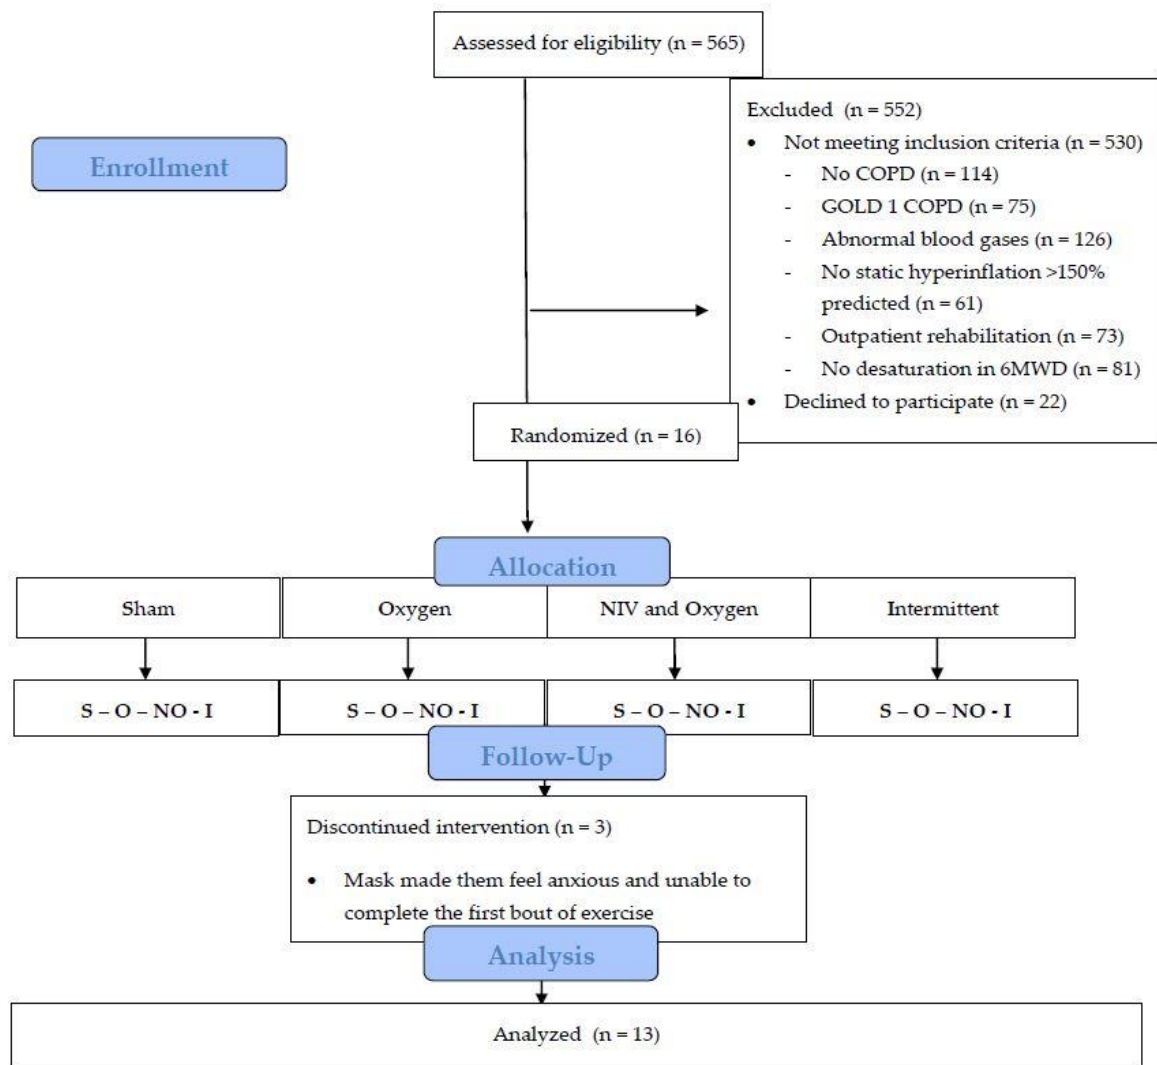 Assessed for eligibility (n = 565)
Enrollment
Excluded (n = 552)
• Not meeting inclusion criteria (n = 530)
- No COPD (n = 114)
- GOLD 1 COPD (n = 75)
- Abnormal blood gases (n = 126)
- No static hyperinflation >150%
predicted (n = 61)
- Outpatient rehabilitation (n = 73)
- No desaturation in 6MWD (n = 81)
• Declined to participate (n = 22)
Randomized (n = 16)
Allocation
Sham
Oxygen
NIV and Oxygen
Intermittent
S – O – NO - I
S – O – NO - I
S – O – NO - I
S – O – NO - I
Follow-Up
Discontinued intervention (n = 3)
• Mask made them feel anxious and unable to
complete the first bout of exercise
Analysis
Analyzed (n = 13)